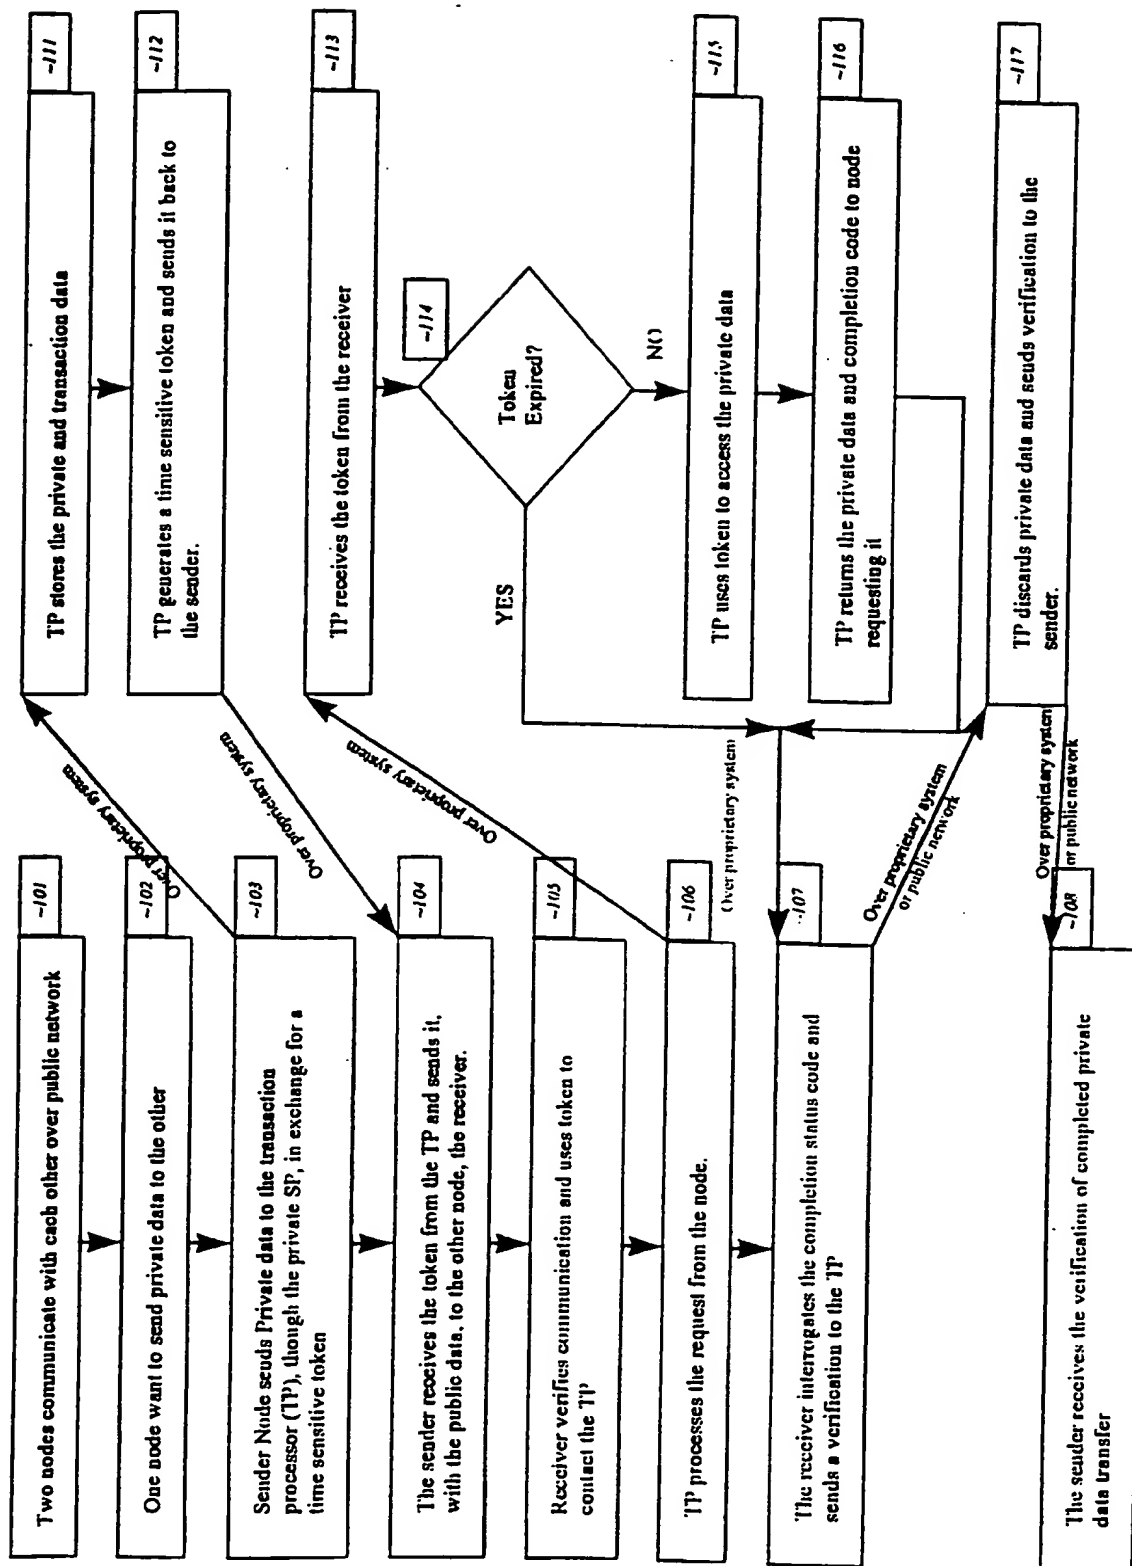 ~101
Two nodes communicate with each other over public network
~102
One node want to send private data to the other
~103
Sender Node sends Private data to the transaction
processor (TP), though the private SP, in exchange for a
time sensitive token
Over proprietary system
~111
TP stores the private and transaction data
~112
TP generates a time sensitive token and sends it back to
the sender.
Over proprietary system
~104
The sender receives the token from the TP and sends it,
with the public data, to the other node, the receiver.
~105
Receiver verifies communication and uses token to
contact the TP
~106
TP processes the request from the node.
Over proprietary system
~113
TP receives the token from the receiver
~114
Token
Expired?
YES
NO
~115
TP uses token to access the private data
~116
TP returns the private data and completion code to node
requesting it
Over proprietary system
~107
The receiver interrogates the completion status code and
sends a verification to the TP
Over proprietary system
or public network
~117
TP discards private data and sends verification to the
sender.
Over proprietary system
or public network
~108
The sender receives the verification of completed private
data transfer